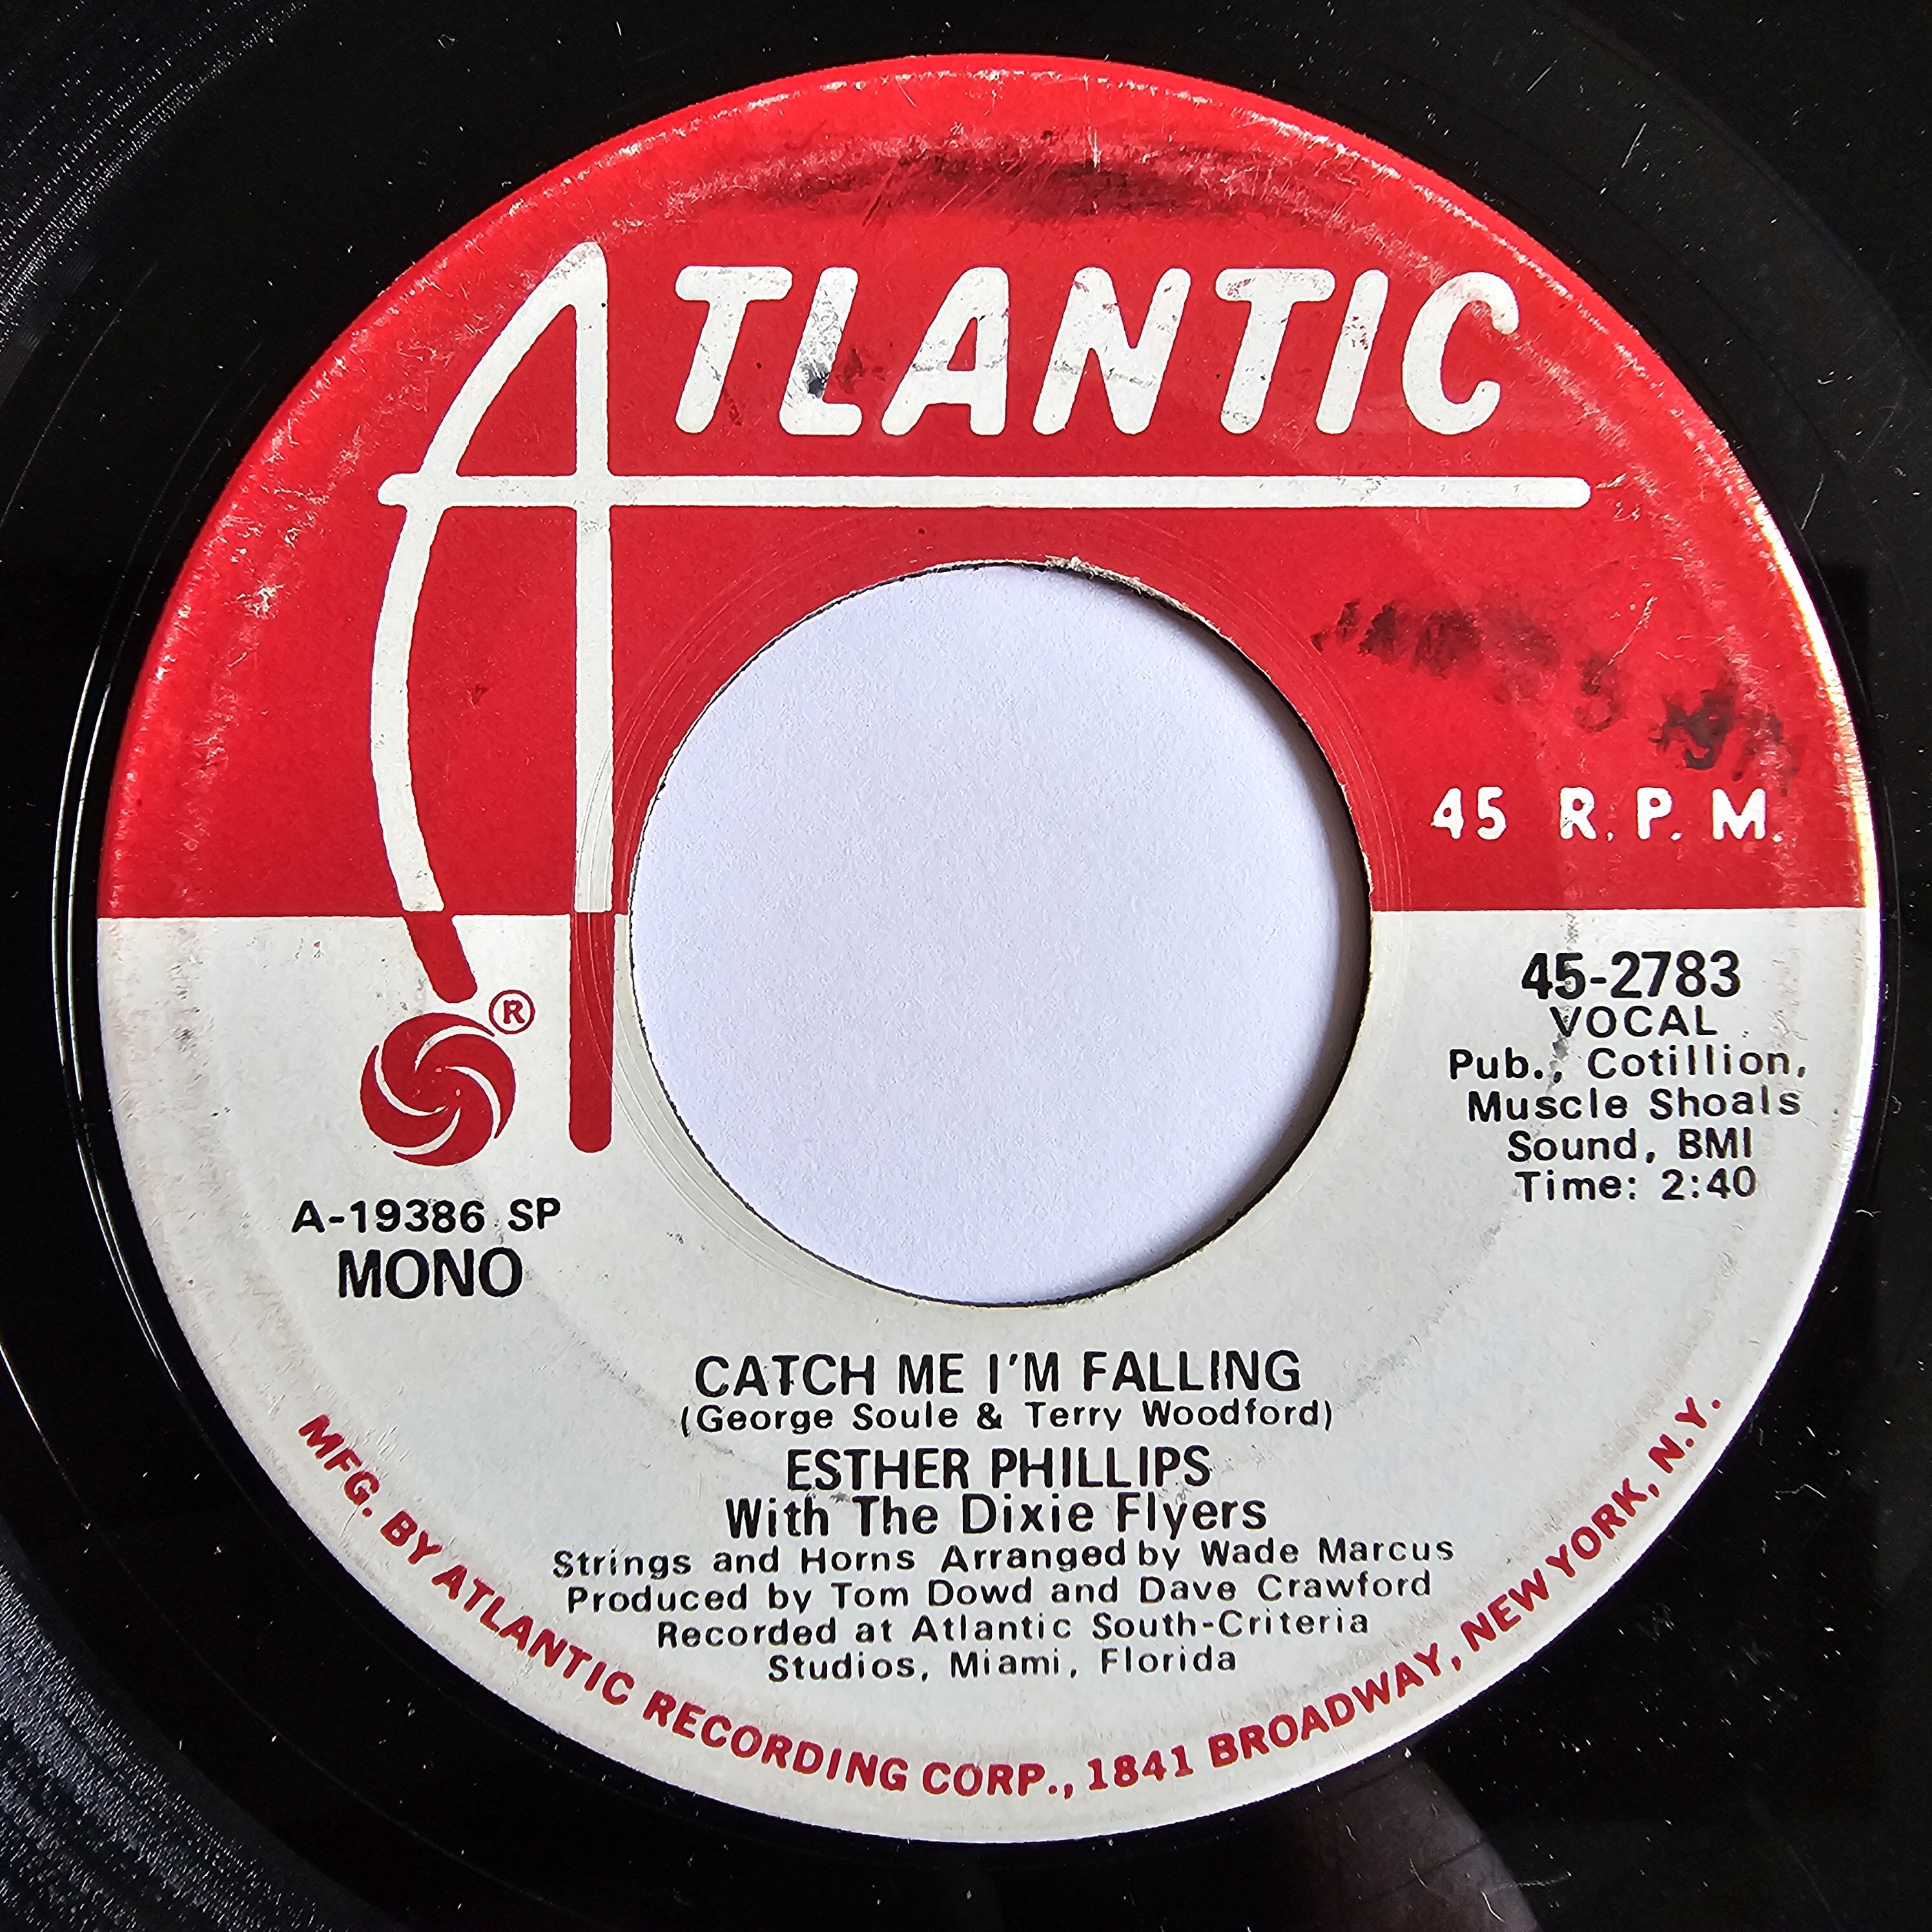 ATLANTIC
45 R.P.M.
®
45-2783
VOCAL
Pub., Cotillion,
Muscle Shoals
Sound, BMI
Time: 2:40
A-19386 SP
MONO
CATCH ME I'M FALLING
(George Soule & Terry Woodford)
ESTHER PHILLIPS
With The Dixie Flyers
Strings and Horns Arranged by Wade Marcus
Produced by Tom Dowd and Dave Crawford
Recorded at Atlantic South-Criteria
Studios, Miami, Florida
MFG. BY ATLANTIC RECORDING CORP., 1841 BROADWAY, NEW YORK, N.Y.